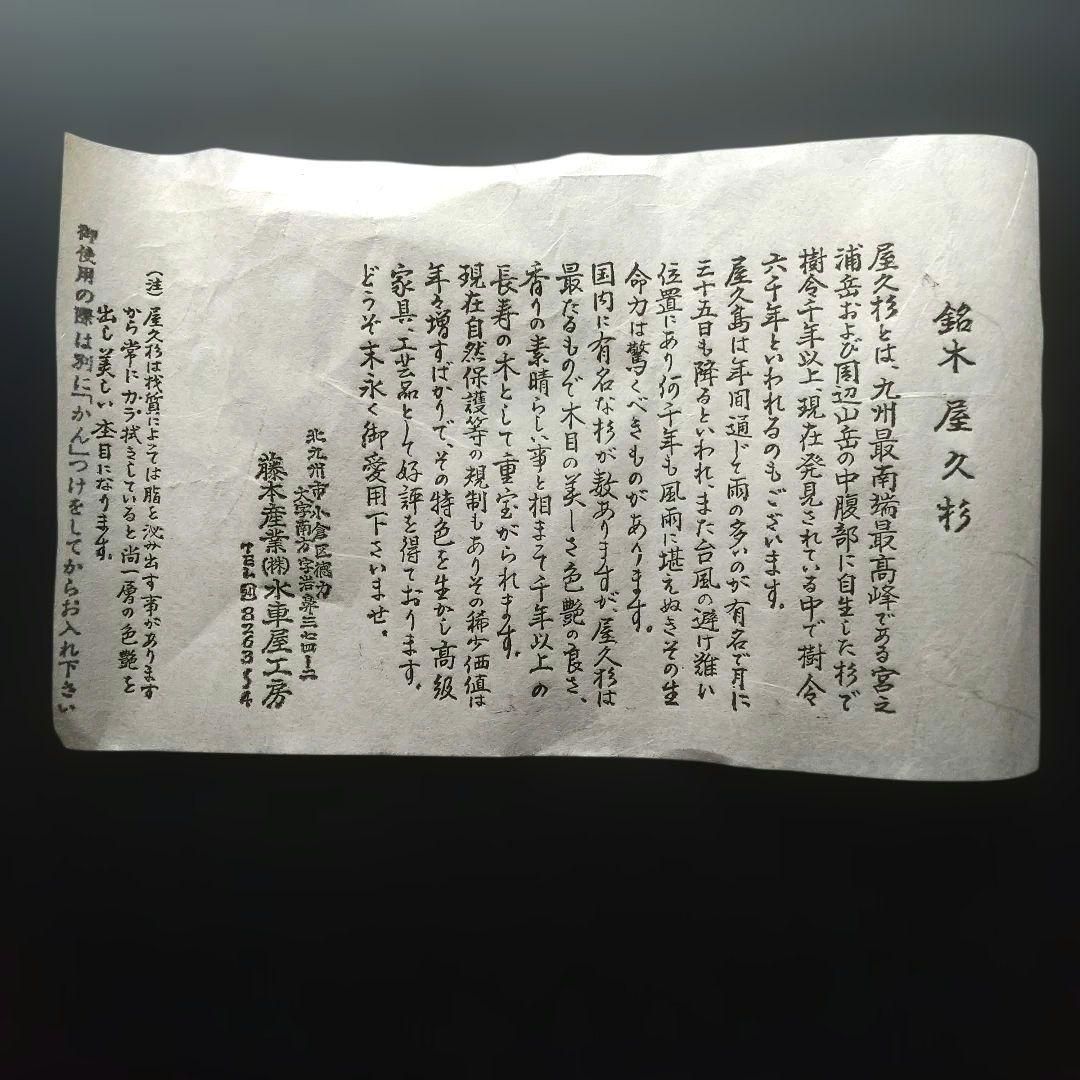 銘木屋久杉
屋久杉とは、九州最南端最高峰である宮之
浦岳および周辺山岳の中腹部に自生した杉で
樹令千年以上、現在発見されている中で樹令
六千年といわれるのもございます。
屋久島は年間通じて雨の多いのが有名で月に
三十五日も降るといわれ、また台風の避け難い
位置にあり何千年も風雨に堪えぬきその生
命力は驚くべきものがあります。
国内に有名な杉が数ありますが屋久杉は
最たるもので木目の美しさ色艶の良さ、
香りの素晴らしい事と相まって千年以上の
長寿の木として重宝がられます。
現在自然保護等の規制もありその稀少価値は
年々増すばかりで、その特色を生かし高級
家具、工芸品として好評を得ております。
どうぞ末永く御愛用下さいませ。
北九州市小倉区徳力
大字南方字岩泉三七四ー二
藤本産業(株)水車屋工房
TEL 8263
(注) 屋久杉は材質によっては脂を泌み出す事があります
から常にカラ拭きしていると尚一層の色艶を
出し美しい杢目になります。
御使用の際は別に「かん」つけをしてからお入れ下さい